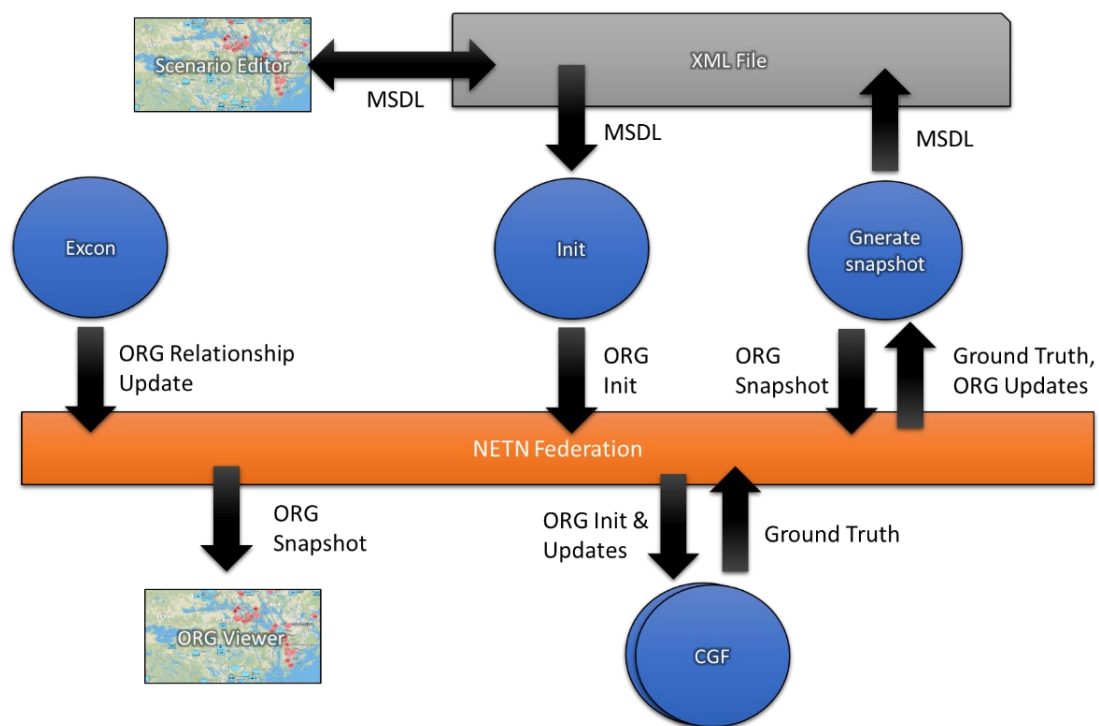 Scenario Editor
MSDL
XML File
MSDL
MSDL
Excon
Init
Gnerate
snapshot
ORG Relationship
Update
ORG
Init
ORG
Snapshot
Ground Truth,
ORG Updates
NETN Federation
ORG
Snapshot
ORG Init &
Updates
Ground Truth
ORG Viewer
CGF